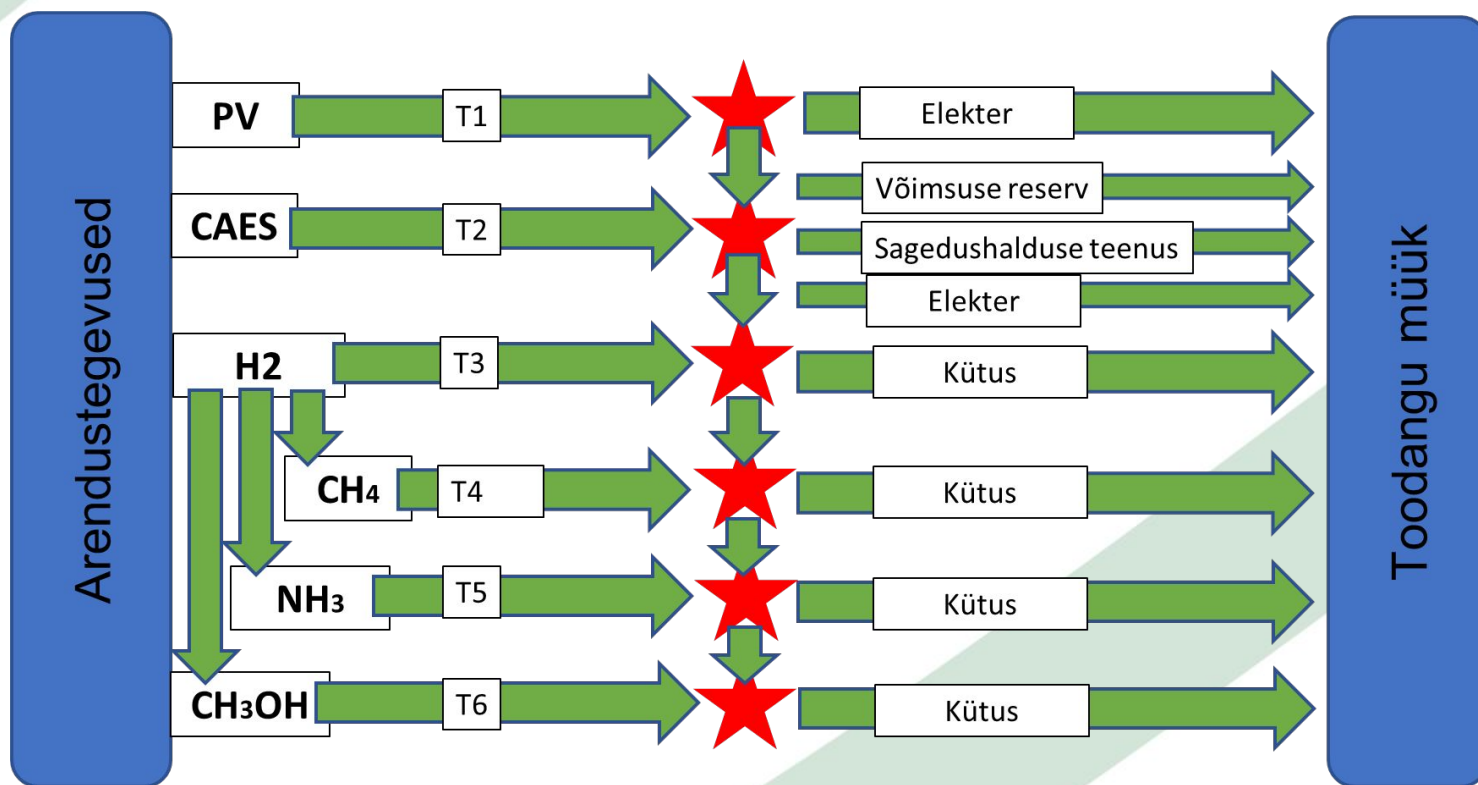 Arendustegevused
PV
T1
Elekter
Võimsuse reserv
CAES
T2
Sagedushalduse teenus
Elekter
H2
T3
Kütus
CH₄
T4
Kütus
NH₃
T5
Kütus
CH₃OH
T6
Kütus
Toodangu müük